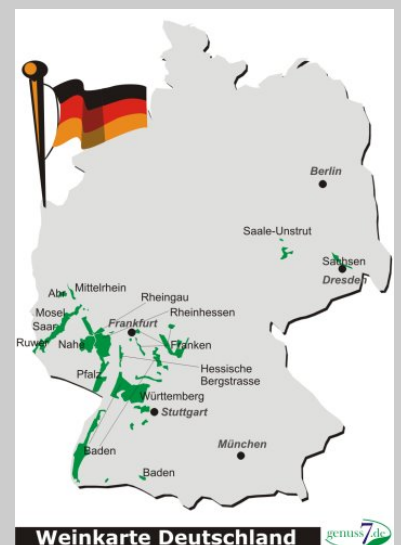 Berlin
Saale-Unstrut
Sachsen
Dresden
Ahr
Mittelrhein
Rheingau
Mosel
Saar
Ruwer
Frankfurt
Rheinhessen
Nahe
Franken
Pfalz
Hessische
Bergstrasse
Württemberg
Stuttgart
Baden
München
Baden
Weinkarte Deutschland
genuss7.de